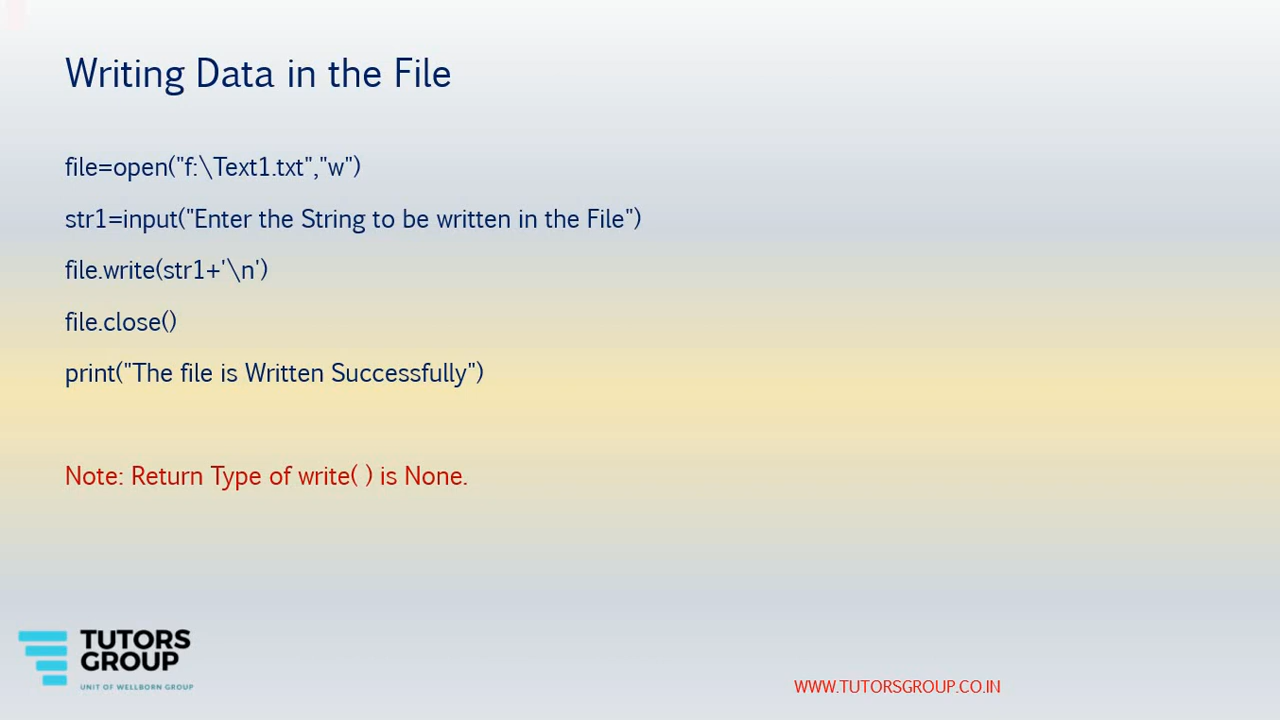 Writing Data in the File
file=open("f:\Text1.txt","w")
str1=input("Enter the String to be written in the File")
file.write(str1+'\n')
file.close()
print("The file is Written Successfully")
Note: Return Type of write( ) is None.
TUTORS
GROUP
UNIT OF WELLBORN GROUP
WWW.TUTORSGROUP.CO.IN